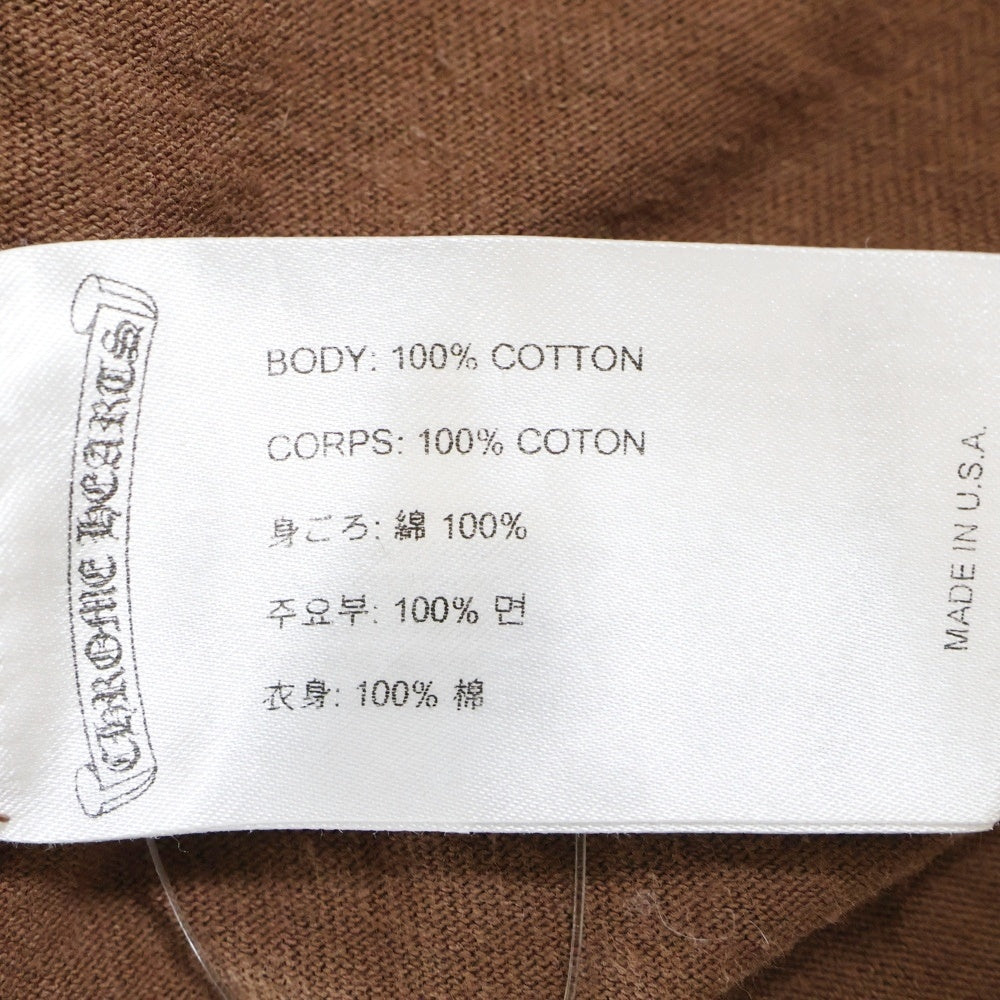 CHROME HEARTS
BODY: 100% COTTON
CORPS: 100% COTON
身ごろ: 綿 100%
주요부: 100% 면
衣身: 100% 棉
MADE IN U.S.A.